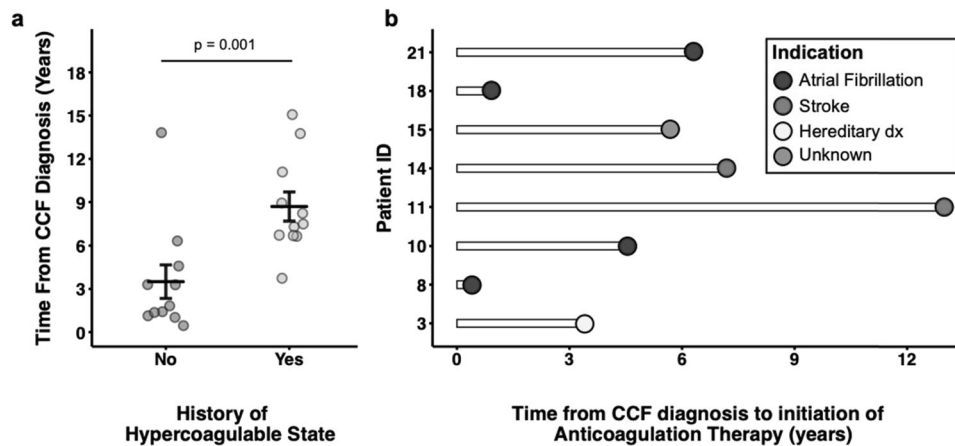 a
p = 0.001
Time From CCF Diagnosis (Years)
18
15
12
9
6
3
0
No
Yes
History of
Hypercoagulable State
b
Patient ID
21
18
15
14
11
10
8
3
0
3
6
9
12
Time from CCF diagnosis to initiation of
Anticoagulation Therapy (years)
Indication
Atrial Fibrillation
Stroke
Hereditary dx
Unknown